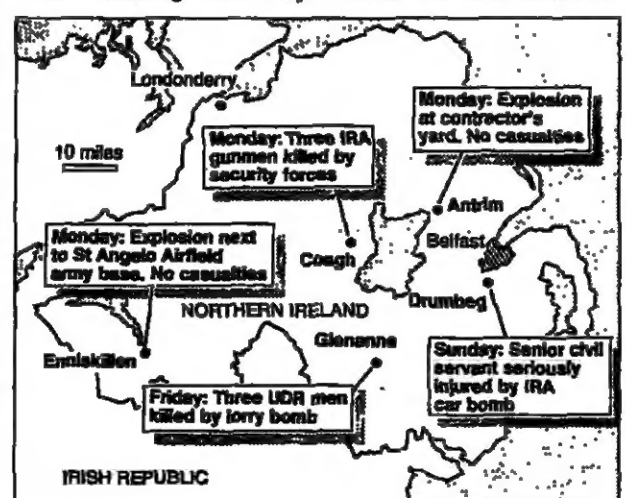 Londonderry
10 miles
Monday: Explosion
at contractor's
yard. No casualties
Monday: Three IRA
gunmen killed by
security forces
Antrim
Belfast
Monday: Explosion next
to St Angelo Airfield
army base. No casualties
Coagh
Drumbeg
NORTHERN IRELAND
Glenanne
Enniskillen
Sunday: Senior civil
servant seriously
injured by IRA
car bomb
Friday: Three UDR men
killed by lorry bomb
IRISH REPUBLIC